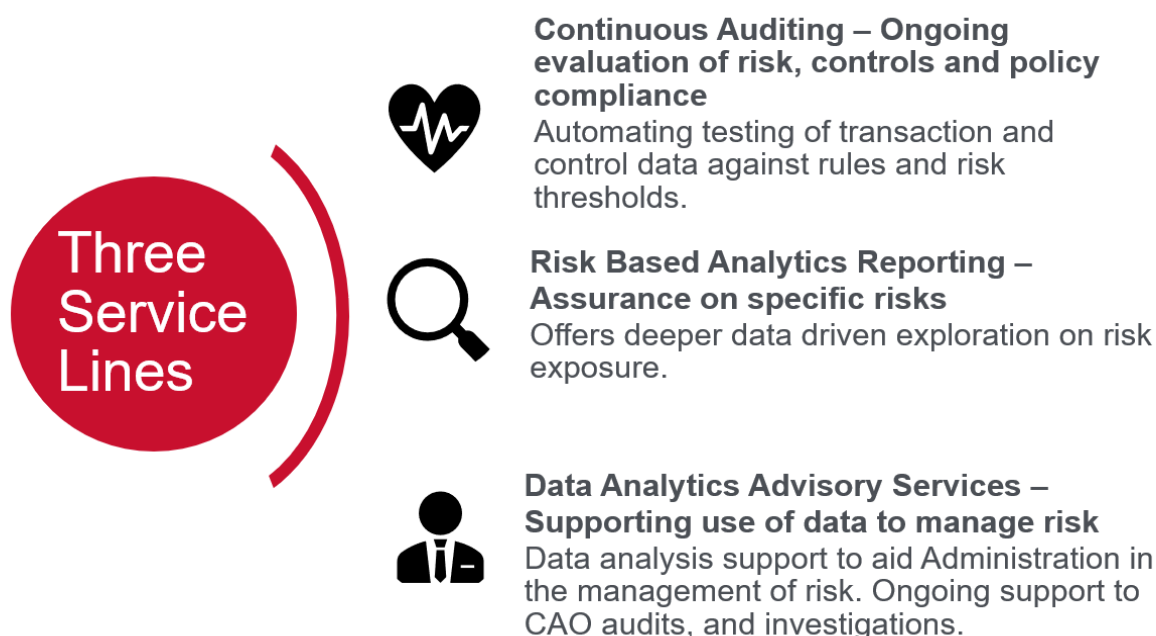 Three
Service
Lines
Continuous Auditing – Ongoing
evaluation of risk, controls and policy
compliance
Automating testing of transaction and
control data against rules and risk
thresholds.
Risk Based Analytics Reporting –
Assurance on specific risks
Offers deeper data driven exploration on risk
exposure.
Data Analytics Advisory Services –
Supporting use of data to manage risk
Data analysis support to aid Administration in
the management of risk. Ongoing support to
CAO audits, and investigations.